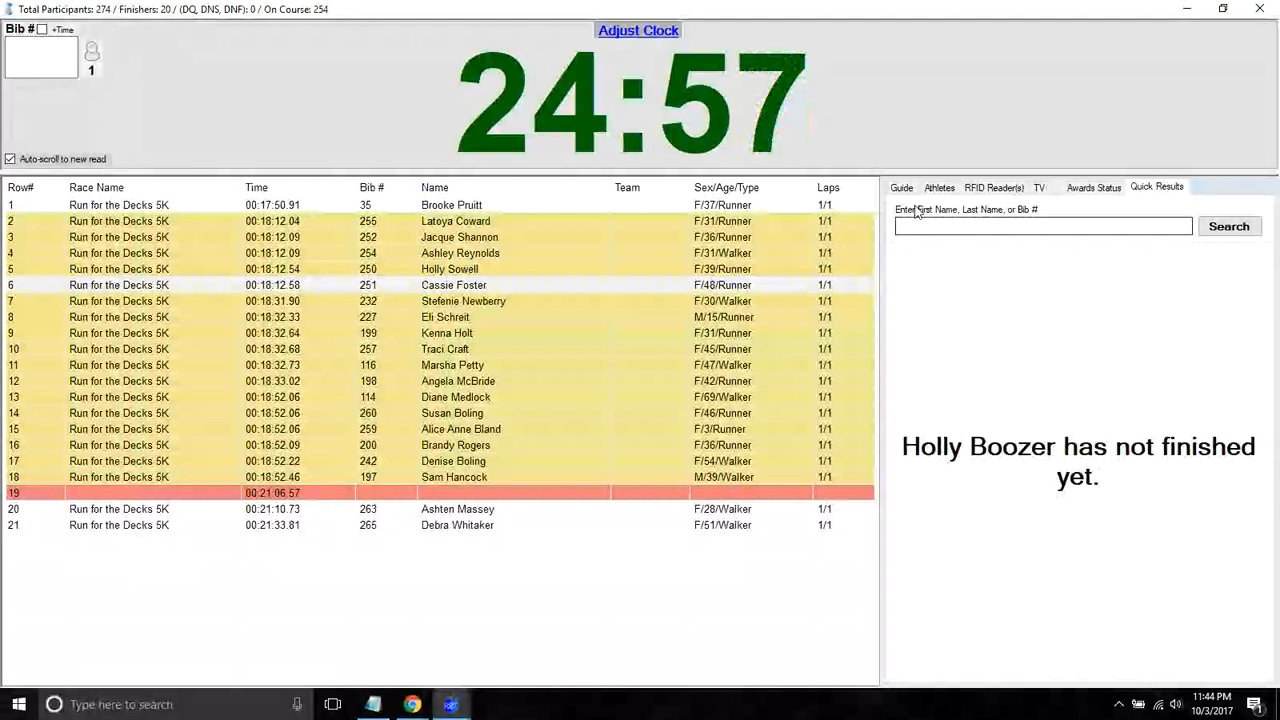 Total Participants: 274 / Finishers: 20 / (DQ, DNS, DNF): 0 / On Course: 254
Bib # +Time
Adjust Clock
1
24:57
Auto-scroll to new read
Row# Race Name Time Bib # Name Team Sex/Age/Type Laps
1 Run for the Decks 5K 00:17:50.91 35 Brooke Pruitt F/37/Runner 1/1
2 Run for the Decks 5K 00:18:12.04 255 Latoya Coward F/31/Runner 1/1
3 Run for the Decks 5K 00:18:12.09 252 Jacque Shannon F/36/Runner 1/1
4 Run for the Decks 5K 00:18:12.09 254 Ashley Reynolds F/31/Walker 1/1
5 Run for the Decks 5K 00:18:12.54 250 Holly Sowell F/39/Runner 1/1
6 Run for the Decks 5K 00:18:12.58 251 Cassie Foster F/48/Runner 1/1
7 Run for the Decks 5K 00:18:31.90 232 Stefenie Newberry F/30/Walker 1/1
8 Run for the Decks 5K 00:18:32.33 227 Eli Schreit M/15/Runner 1/1
9 Run for the Decks 5K 00:18:32.64 199 Kenna Holt F/31/Runner 1/1
10 Run for the Decks 5K 00:18:32.68 257 Traci Craft F/45/Runner 1/1
11 Run for the Decks 5K 00:18:32.73 116 Marsha Petty F/47/Walker 1/1
12 Run for the Decks 5K 00:18:33.02 198 Angela McBride F/42/Runner 1/1
13 Run for the Decks 5K 00:18:52.06 114 Diane Medlock F/69/Walker 1/1
14 Run for the Decks 5K 00:18:52.06 260 Susan Boling F/46/Runner 1/1
15 Run for the Decks 5K 00:18:52.06 259 Alice Anne Bland F/3/Runner 1/1
16 Run for the Decks 5K 00:18:52.09 200 Brandy Rogers F/36/Runner 1/1
17 Run for the Decks 5K 00:18:52.22 242 Denise Boling F/54/Walker 1/1
18 Run for the Decks 5K 00:18:52.46 197 Sam Hancock M/39/Walker 1/1
19 00:21:06.57
20 Run for the Decks 5K 00:21:10.73 263 Ashten Massey F/28/Walker 1/1
21 Run for the Decks 5K 00:21:33.81 265 Debra Whitaker F/51/Walker 1/1
Guide Athletes RFID Reader(s) TV Awards Status Quick Results
Enter First Name, Last Name, or Bib #
Search
Holly Boozer has not finished
yet.
Type here to search
11:44 PM
10/3/2017